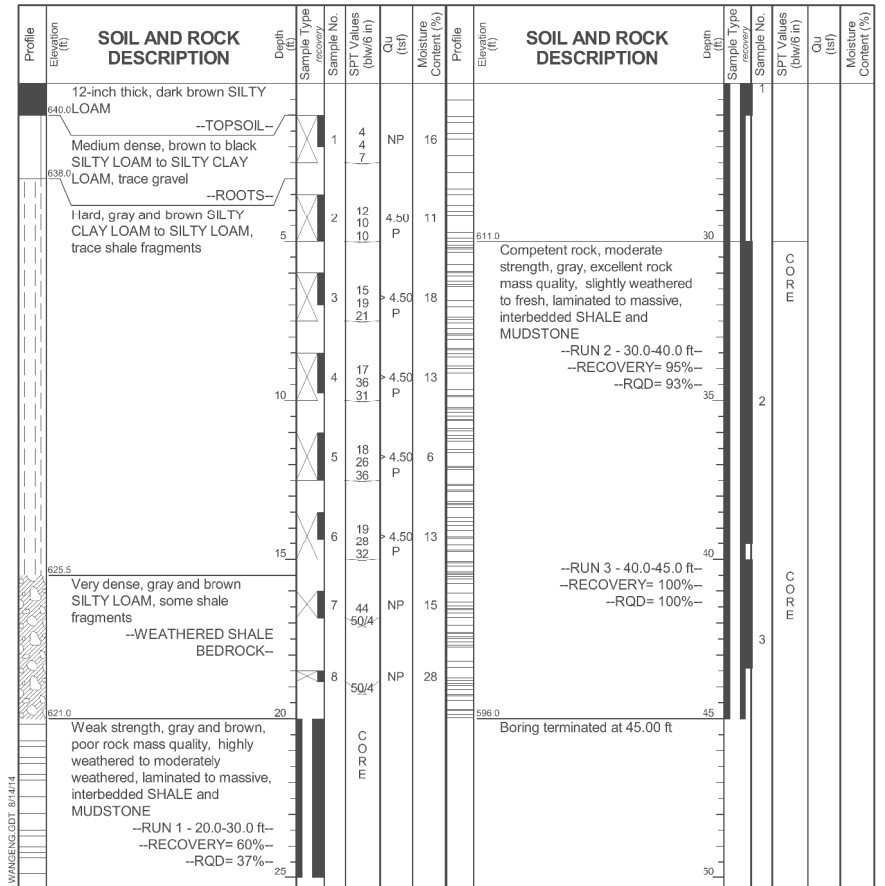 Profile
Elevation
(ft)
SOIL AND ROCK
DESCRIPTION
Depth
(ft)
Sample Type
recovery
Sample No.
SPT Values
(blw/6 in)
Qu
(tsf)
Moisture
Content (%)
12-inch thick, dark brown SILTY
640.0 LOAM
--TOPSOIL--
Medium dense, brown to black
SILTY LOAM to SILTY CLAY
638.0 LOAM, trace gravel
--ROOTS--
1
4
4
7
NP
16
Hard, gray and brown SILTY
CLAY LOAM to SILTY LOAM,
trace shale fragments
5
2
12
10
10
4.50
P
11
3
15
19
21
> 4.50
P
18
10
4
17
36
31
> 4.50
P
13
5
18
26
36
> 4.50
P
6
15
6
19
28
32
> 4.50
P
13
625.5
Very dense, gray and brown
SILTY LOAM, some shale
fragments
--WEATHERED SHALE
BEDROCK--
7
44
50/4
NP
15
8
50/4
NP
28
621.0
20
Weak strength, gray and brown,
poor rock mass quality, highly
weathered to moderately
weathered, laminated to massive,
interbedded SHALE and
MUDSTONE
--RUN 1 - 20.0-30.0 ft--
--RECOVERY= 60%--
--RQD= 37%--
25
C
O
R
E
WANGENG.GDT 8/14/14
Profile
Elevation
(ft)
SOIL AND ROCK
DESCRIPTION
Depth
(ft)
Sample Type
recovery
Sample No.
SPT Values
(blw/6 in)
Qu
(tsf)
Moisture
Content (%)
1
611.0
30
Competent rock, moderate
strength, gray, excellent rock
mass quality, slightly weathered
to fresh, laminated to massive,
interbedded SHALE and
MUDSTONE
--RUN 2 - 30.0-40.0 ft--
--RECOVERY= 95%--
--RQD= 93%--
35
2
C
O
R
E
40
--RUN 3 - 40.0-45.0 ft--
--RECOVERY= 100%--
--RQD= 100%--
3
C
O
R
E
596.0
45
Boring terminated at 45.00 ft
50